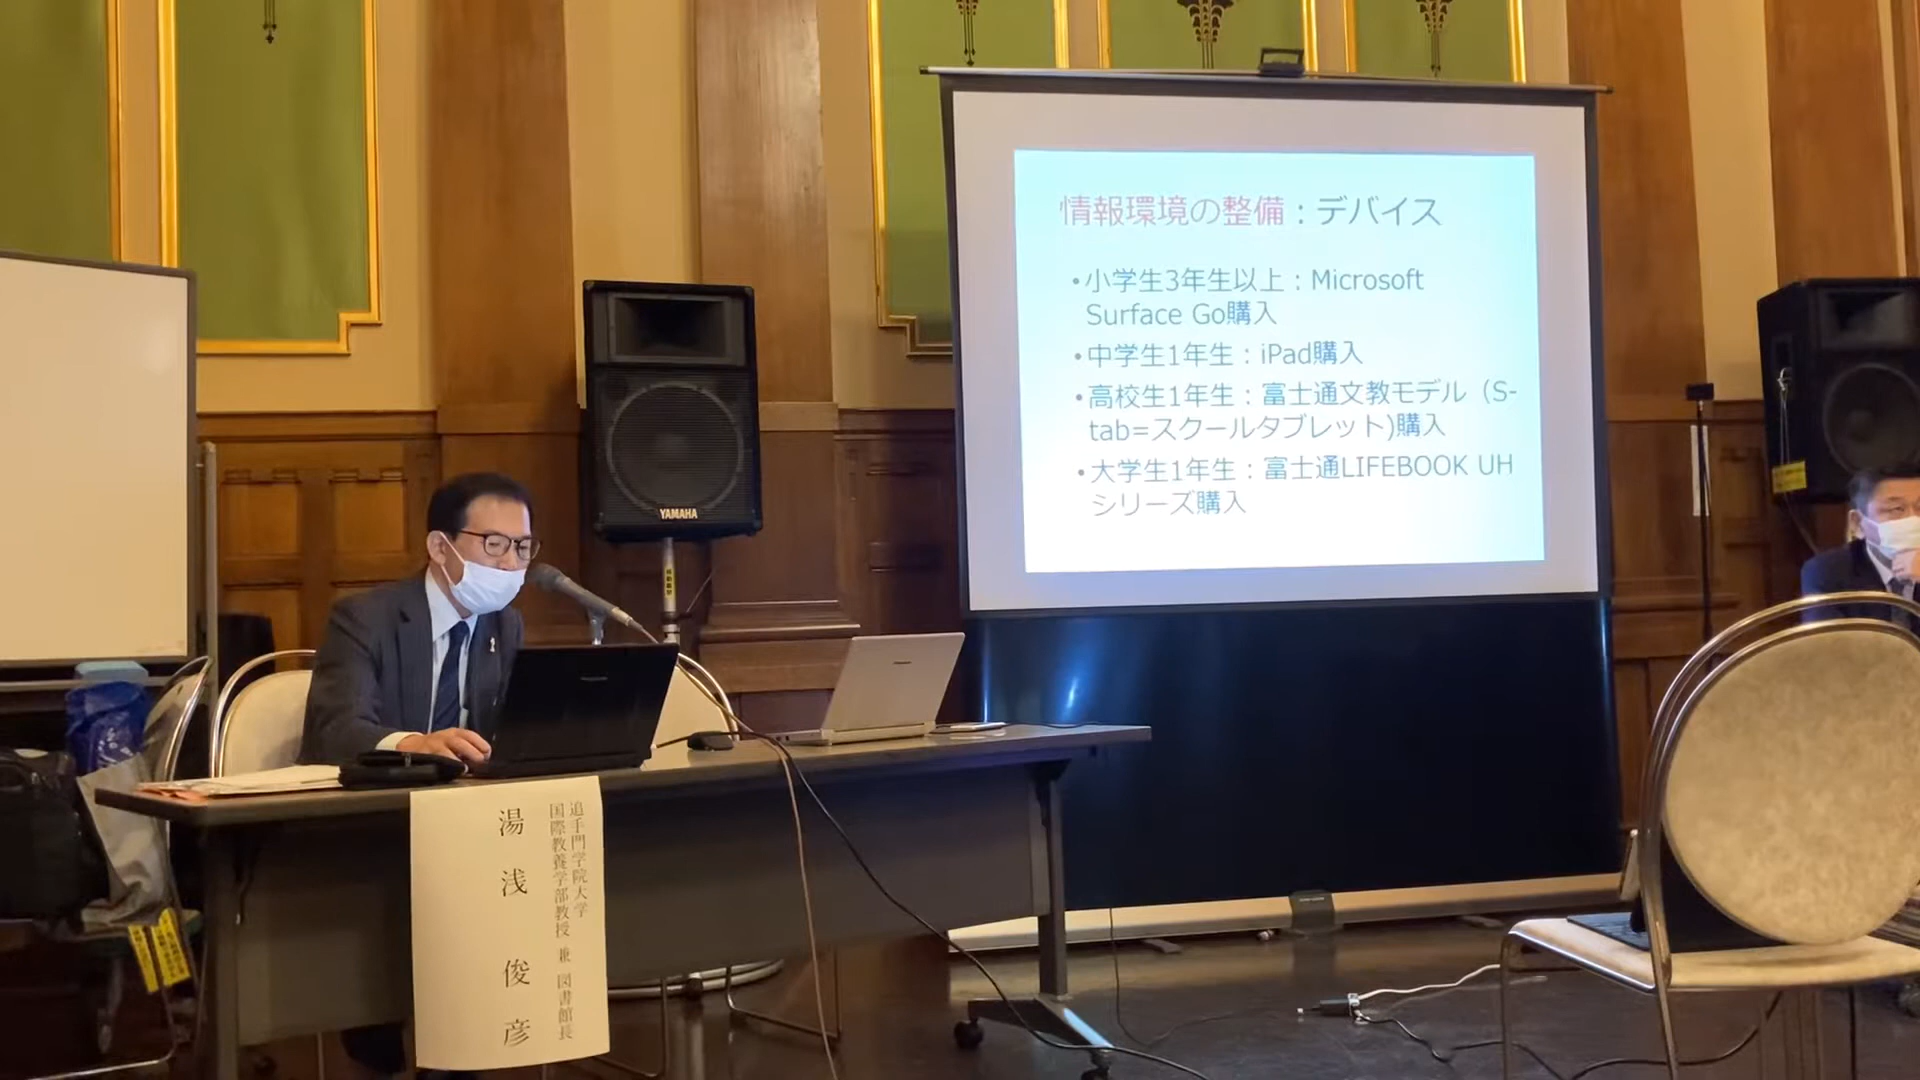 情報環境の整備：デバイス
•小学生3年生以上：Microsoft
Surface Go購入
•中学生1年生：iPad購入
•高校生1年生：富士通文教モデル（S-
tab=スクールタブレット)購入
•大学生1年生：富士通LIFEBOOK UH
シリーズ購入
YAMAHA
追手門学院大学
国際教養学部教授 兼 図書館長
湯浅俊彦